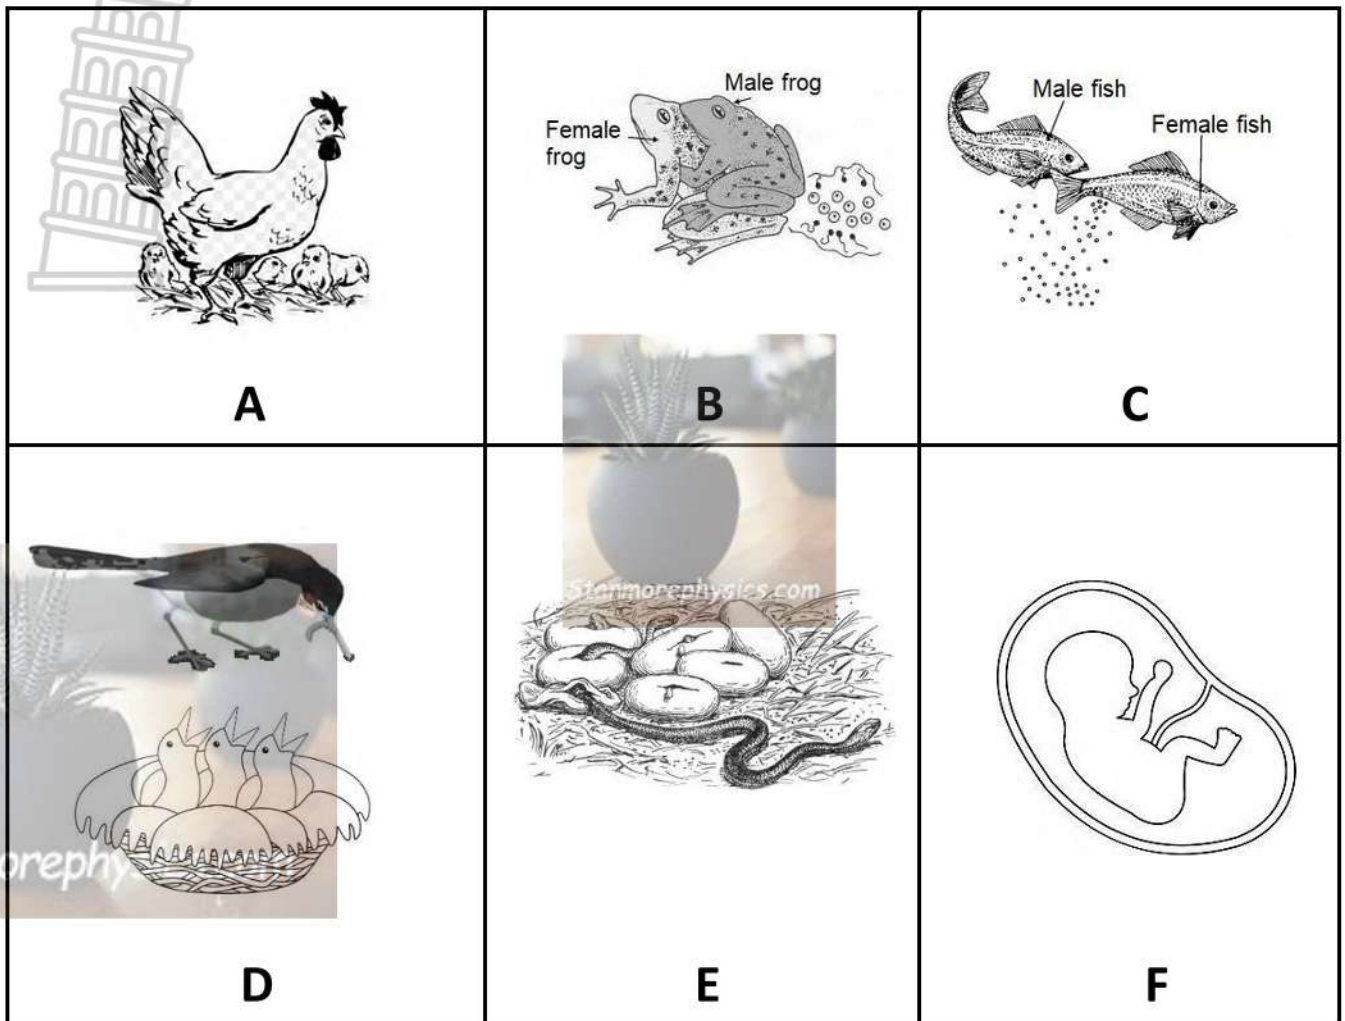 Male frog
Female
frog
Male fish
Female fish
A
B
C
Stanmorephysics.com
orephy
D
E
F